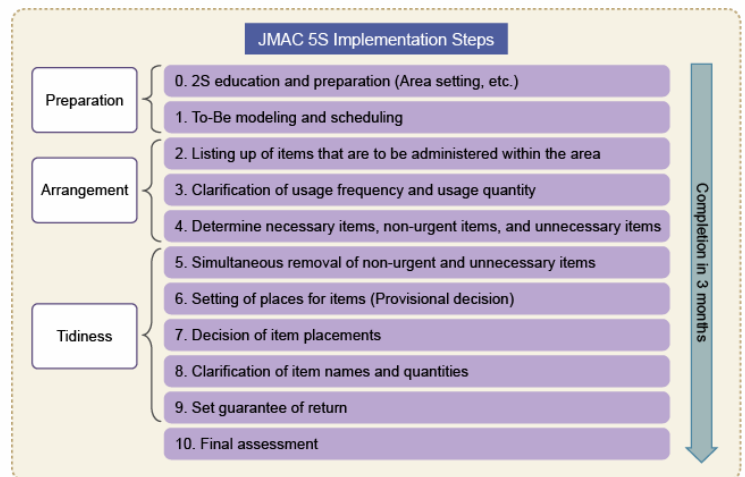 JMAC 5S Implementation Steps
Preparation
0. 2S education and preparation (Area setting, etc.)
1. To-Be modeling and scheduling
Arrangement
2. Listing up of items that are to be administered within the area
3. Clarification of usage frequency and usage quantity
4. Determine necessary items, non-urgent items, and unnecessary items
Tidiness
5. Simultaneous removal of non-urgent and unnecessary items
6. Setting of places for items (Provisional decision)
7. Decision of item placements
8. Clarification of item names and quantities
9. Set guarantee of return
10. Final assessment
Completion in 3 months